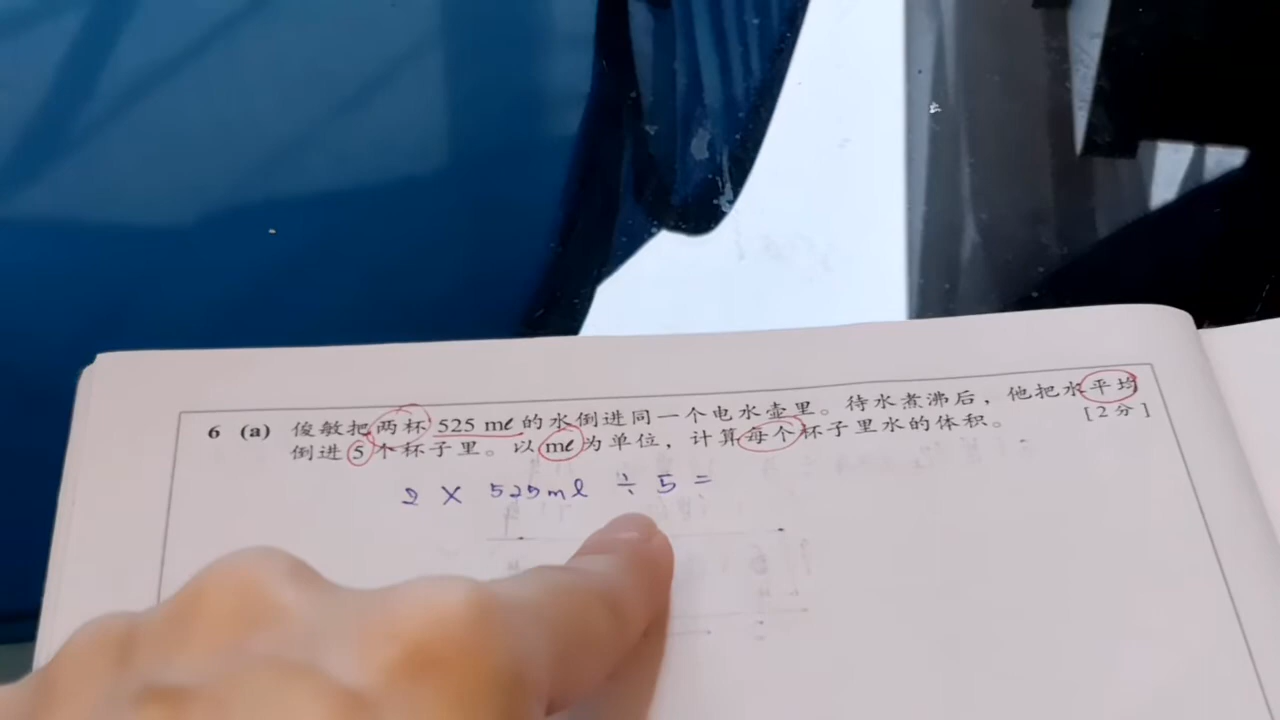 6 (a) 俊敏把两杯 525 mℓ 的水倒进同一个电水壶里。待水煮沸后，他把水平均
倒进 5 个杯子里。以 mℓ 为单位，计算每个杯子里水的体积。 [2 分]
2 × 525 mℓ ÷ 5 =